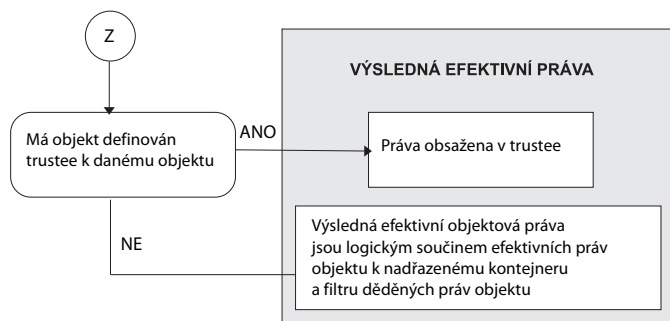 Z
VÝSLEDNÁ EFEKTIVNÍ PRÁVA
Má objekt definován
trustee k danému objektu
ANO
Práva obsažena v trustee
NE
Výsledná efektivní objektová práva
jsou logickým součinem efektivních práv
objektu k nadřazenému kontejneru
a filtru děděných práv objektu